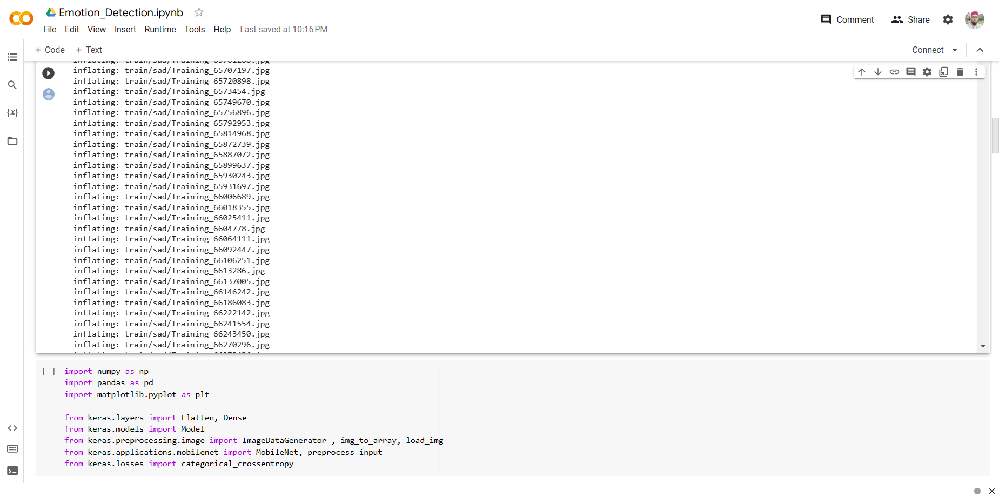 Emotion_Detection.ipynb
File Edit View Insert Runtime Tools Help Last saved at 10:16 PM
Comment Share
+ Code + Text
Connect
inflating: train/sad/Training_65707197.jpg
inflating: train/sad/Training_65720898.jpg
inflating: train/sad/Training_6573454.jpg
inflating: train/sad/Training_65749670.jpg
inflating: train/sad/Training_65756896.jpg
inflating: train/sad/Training_65792953.jpg
inflating: train/sad/Training_65814968.jpg
inflating: train/sad/Training_65872739.jpg
inflating: train/sad/Training_65887072.jpg
inflating: train/sad/Training_65899637.jpg
inflating: train/sad/Training_65930243.jpg
inflating: train/sad/Training_65931697.jpg
inflating: train/sad/Training_66006689.jpg
inflating: train/sad/Training_66018355.jpg
inflating: train/sad/Training_66025411.jpg
inflating: train/sad/Training_6604778.jpg
inflating: train/sad/Training_66064111.jpg
inflating: train/sad/Training_66092447.jpg
inflating: train/sad/Training_66106251.jpg
inflating: train/sad/Training_6613286.jpg
inflating: train/sad/Training_66137005.jpg
inflating: train/sad/Training_66146242.jpg
inflating: train/sad/Training_66186083.jpg
inflating: train/sad/Training_66222142.jpg
inflating: train/sad/Training_66241554.jpg
inflating: train/sad/Training_66243450.jpg
inflating: train/sad/Training_66270296.jpg
[ ] import numpy as np
import pandas as pd
import matplotlib.pyplot as plt
from keras.layers import Flatten, Dense
from keras.models import Model
from keras.preprocessing.image import ImageDataGenerator , img_to_array, load_img
from keras.applications.mobilenet import MobileNet, preprocess_input
from keras.losses import categorical_crossentropy